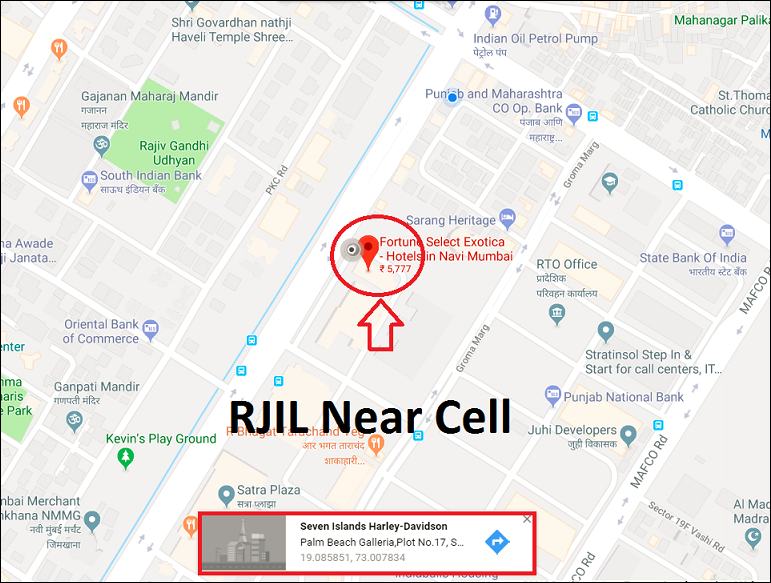 Shri Govardhan nathji
Haveli Temple Shree...
Mahanagar Palika
Indian Oil Petrol Pump
पेट्रोल पंप
Gajanan Maharaj Mandir
गजानन
महाराज मंदिर
Punjab and Maharashtra
CO Op. Bank
पंजाब आणि
महाराष्ट्र...
St.Thoma
Catholic Churc
Rajiv Gandhi
Udhyan
South Indian Bank
साऊथ इंडियन बँक
PKC Rd
Groma Marg
Sarang Heritage
Fortune Select Exotica
- Hotels in Navi Mumbai
₹ 5,777
Awade
ji Janata...
RTO Office
प्रादेशिक
परिवहन कार्यालय
State Bank Of India
भारतीय स्टेट बँक
MAFCO Rd
Oriental Bank
of Commerce
Groma Marg
Stratinsol Step In &
Start for call centers, IT...
enter
Ganpati Mandir
गणपती मंदिर
aris
Park
Punjab National Bank
RJIL Near Cell
R Bhagat Tarachand Veg
आर भगत ताराचंद
शाकाहारी...
Juhi Developers
जुही विकासक
Kevin's Play Ground
MAFCO Rd
Satra Plaza
सत्रा प्लाझा
Merchant
khana NMMG
नवी मुंबई मर्चंट
जिमखाना
Sector 19F Vashi Rd
Al Mad
Madra
Seven Islands Harley-Davidson
Palm Beach Galleria,Plot No.17, S...
19.085851, 73.007834
CO Rd
Indiabulls Housing